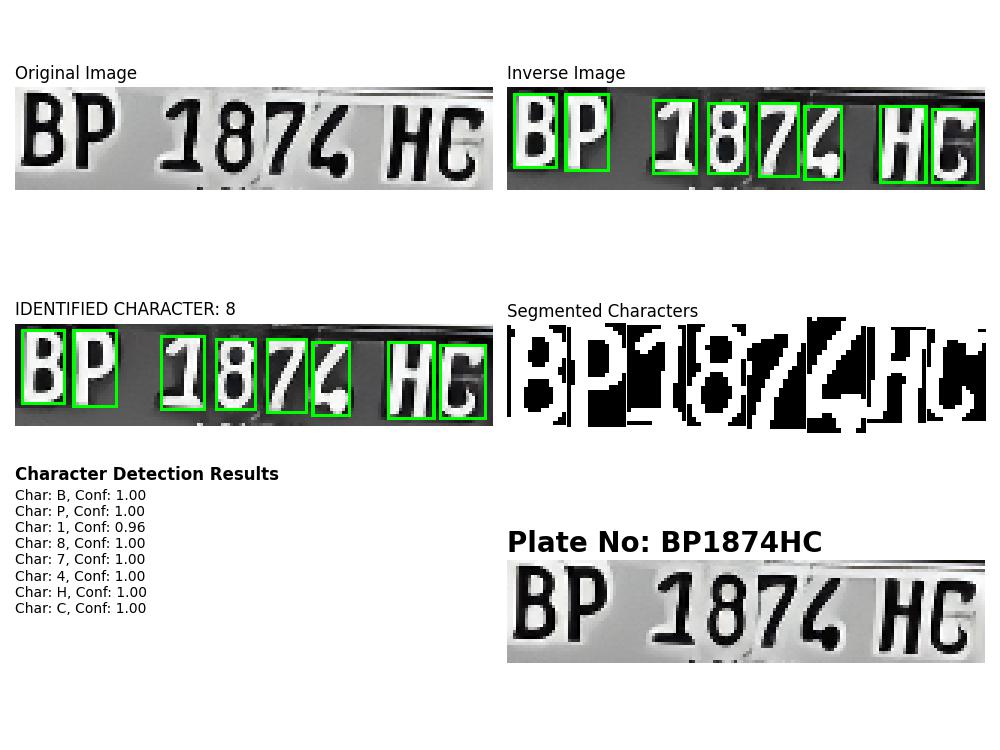 Original Image
BP 1874 HC
Inverse Image
BP 1874 HC
IDENTIFIED CHARACTER: 8
BP 1874 HC
Segmented Characters
BP1874HC
Character Detection Results
Char: B, Conf: 1.00
Char: P, Conf: 1.00
Char: 1, Conf: 0.96
Char: 8, Conf: 1.00
Char: 7, Conf: 1.00
Char: 4, Conf: 1.00
Char: H, Conf: 1.00
Char: C, Conf: 1.00
Plate No: BP1874HC
BP 1874 HC